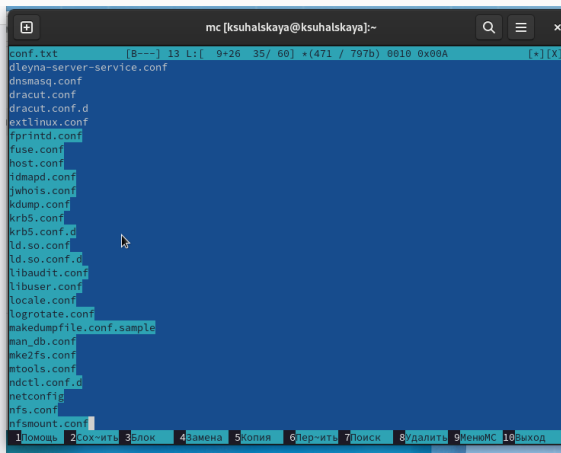 mc [ksuhalskaya@ksuhalskaya]:~
conf.txt [B---] 13 L:[ 9+26 35/ 60] *(471 / 797b) 0010 0x00A [*][X]
dleyna-server-service.conf
dnsmasq.conf
dracut.conf
dracut.conf.d
extlinux.conf
fprintd.conf
fuse.conf
host.conf
idmapd.conf
jwhois.conf
kdump.conf
krb5.conf
krb5.conf.d
ld.so.conf
ld.so.conf.d
libaudit.conf
libuser.conf
locale.conf
logrotate.conf
makedumpfile.conf.sample
man_db.conf
mke2fs.conf
mtools.conf
ndctl.conf.d
netconfig
nfs.conf
nfsmount.conf
1Помощь 2Сох~ить 3Блок 4Замена 5Копия 6Пер~ить 7Поиск 8Удалить 9МенюMC 10Выход